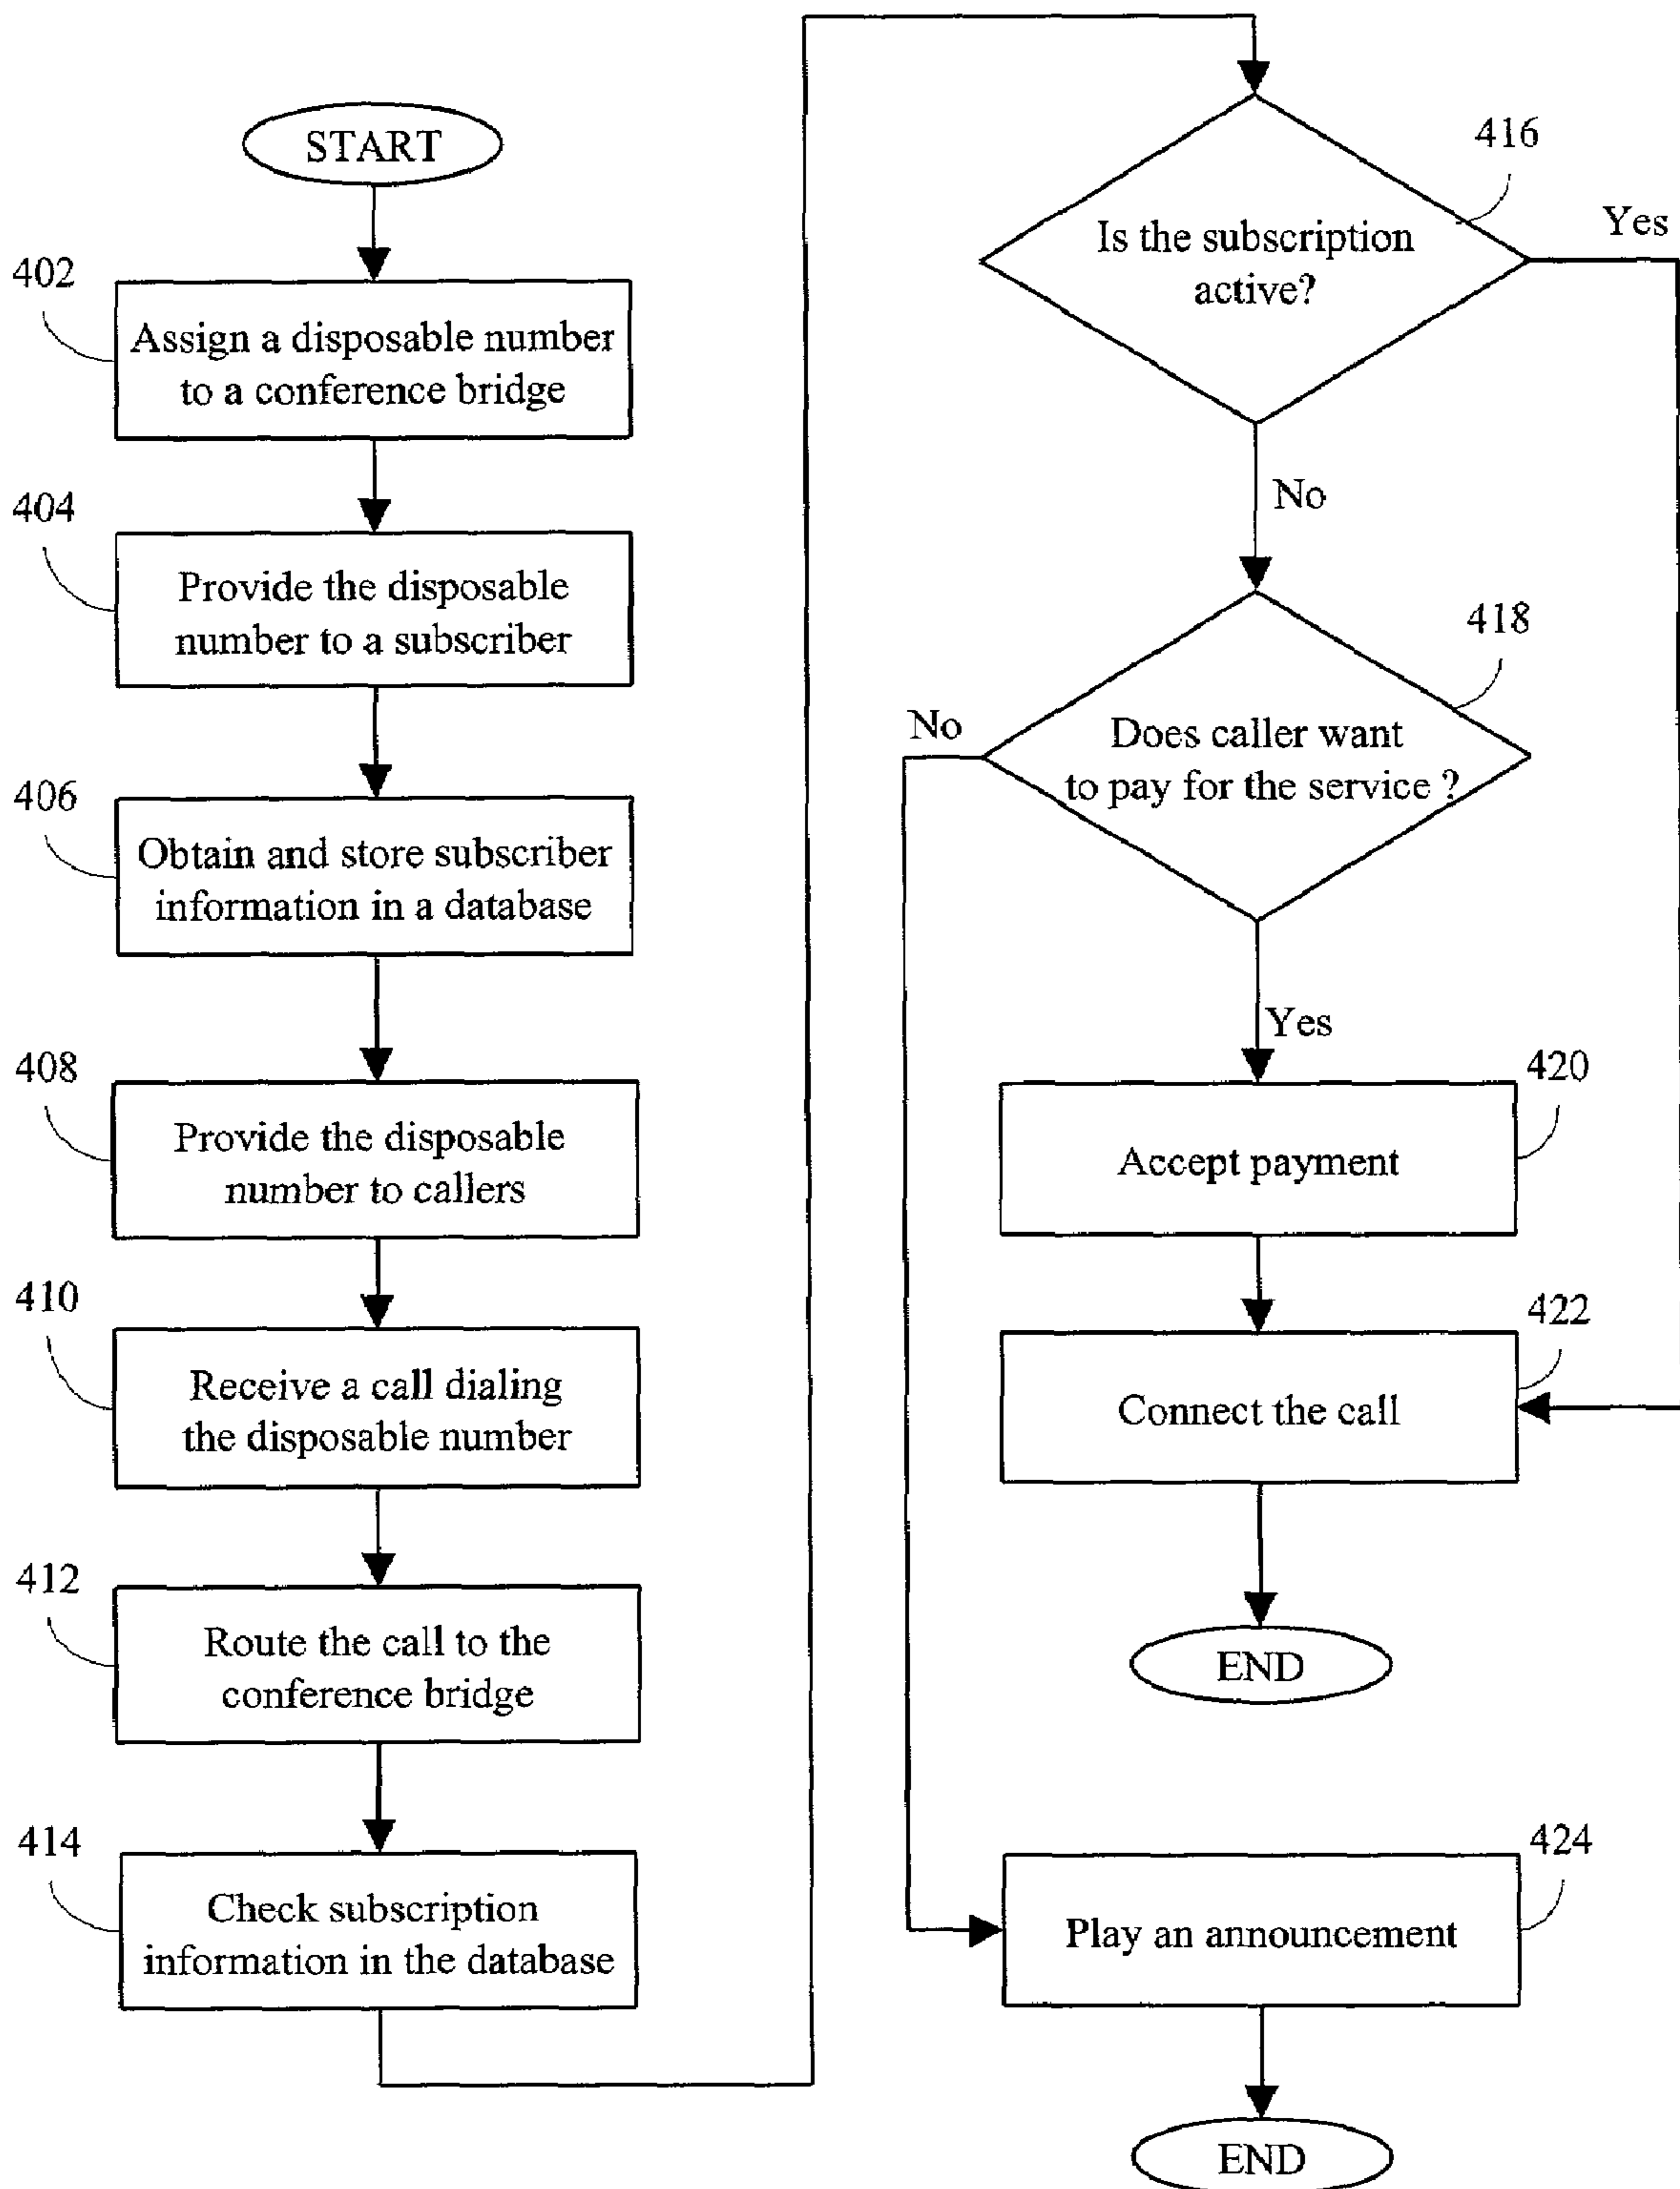 START
402
Assign a disposable number
to a conference bridge
404
Provide the disposable
number to a subscriber
406
Obtain and store subscriber
information in a database
408
Provide the disposable
number to callers
410
Receive a call dialing
the disposable number
412
Route the call to the
conference bridge
414
Check subscription
information in the database
416
Is the subscription
active?
Yes
No
418
Does caller want
to pay for the service ?
No
Yes
420
Accept payment
422
Connect the call
END
424
Play an announcement
END